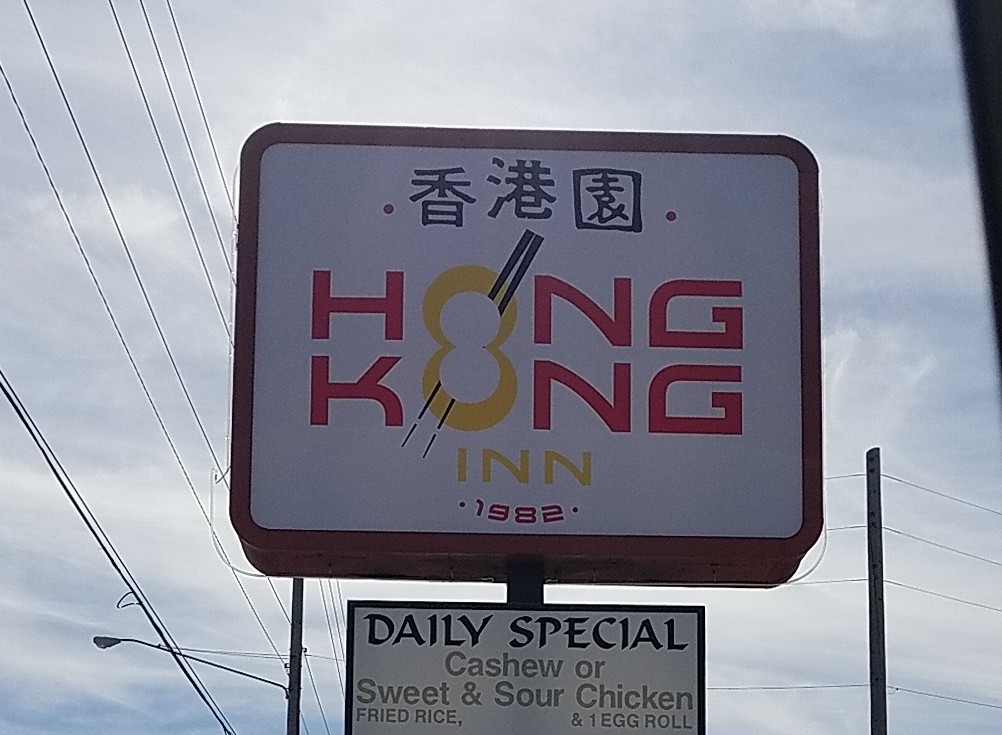 香港園
HONG
KONG
INN
·1982·
DAILY SPECIAL
Cashew or
Sweet & Sour Chicken
FRIED RICE, & 1 EGG ROLL